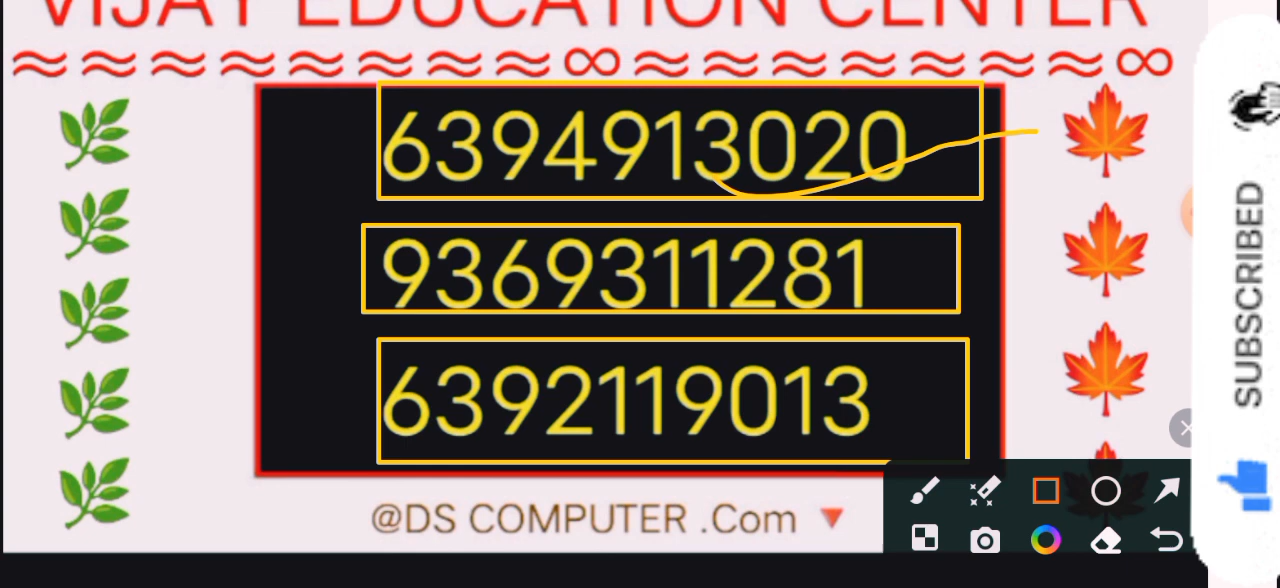 VIJAY EDUCATION CENTER
≈≈≈≈≈≈≈≈∞≈≈≈≈≈≈≈∞
6394913020
9369311281
6392119013
@DS COMPUTER .Com 🔻
SUBSCRIBED